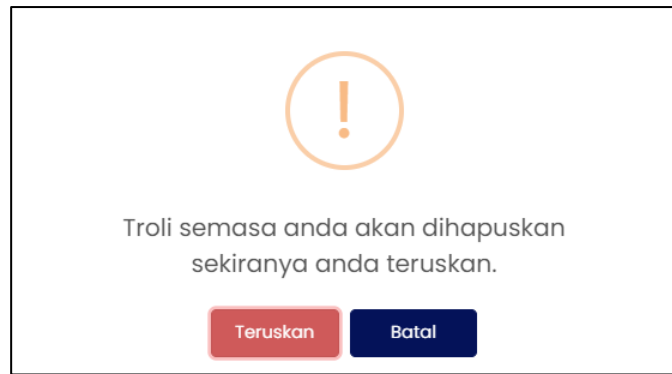 Troli semasa anda akan dihapuskan
sekiranya anda teruskan.
Teruskan Batal